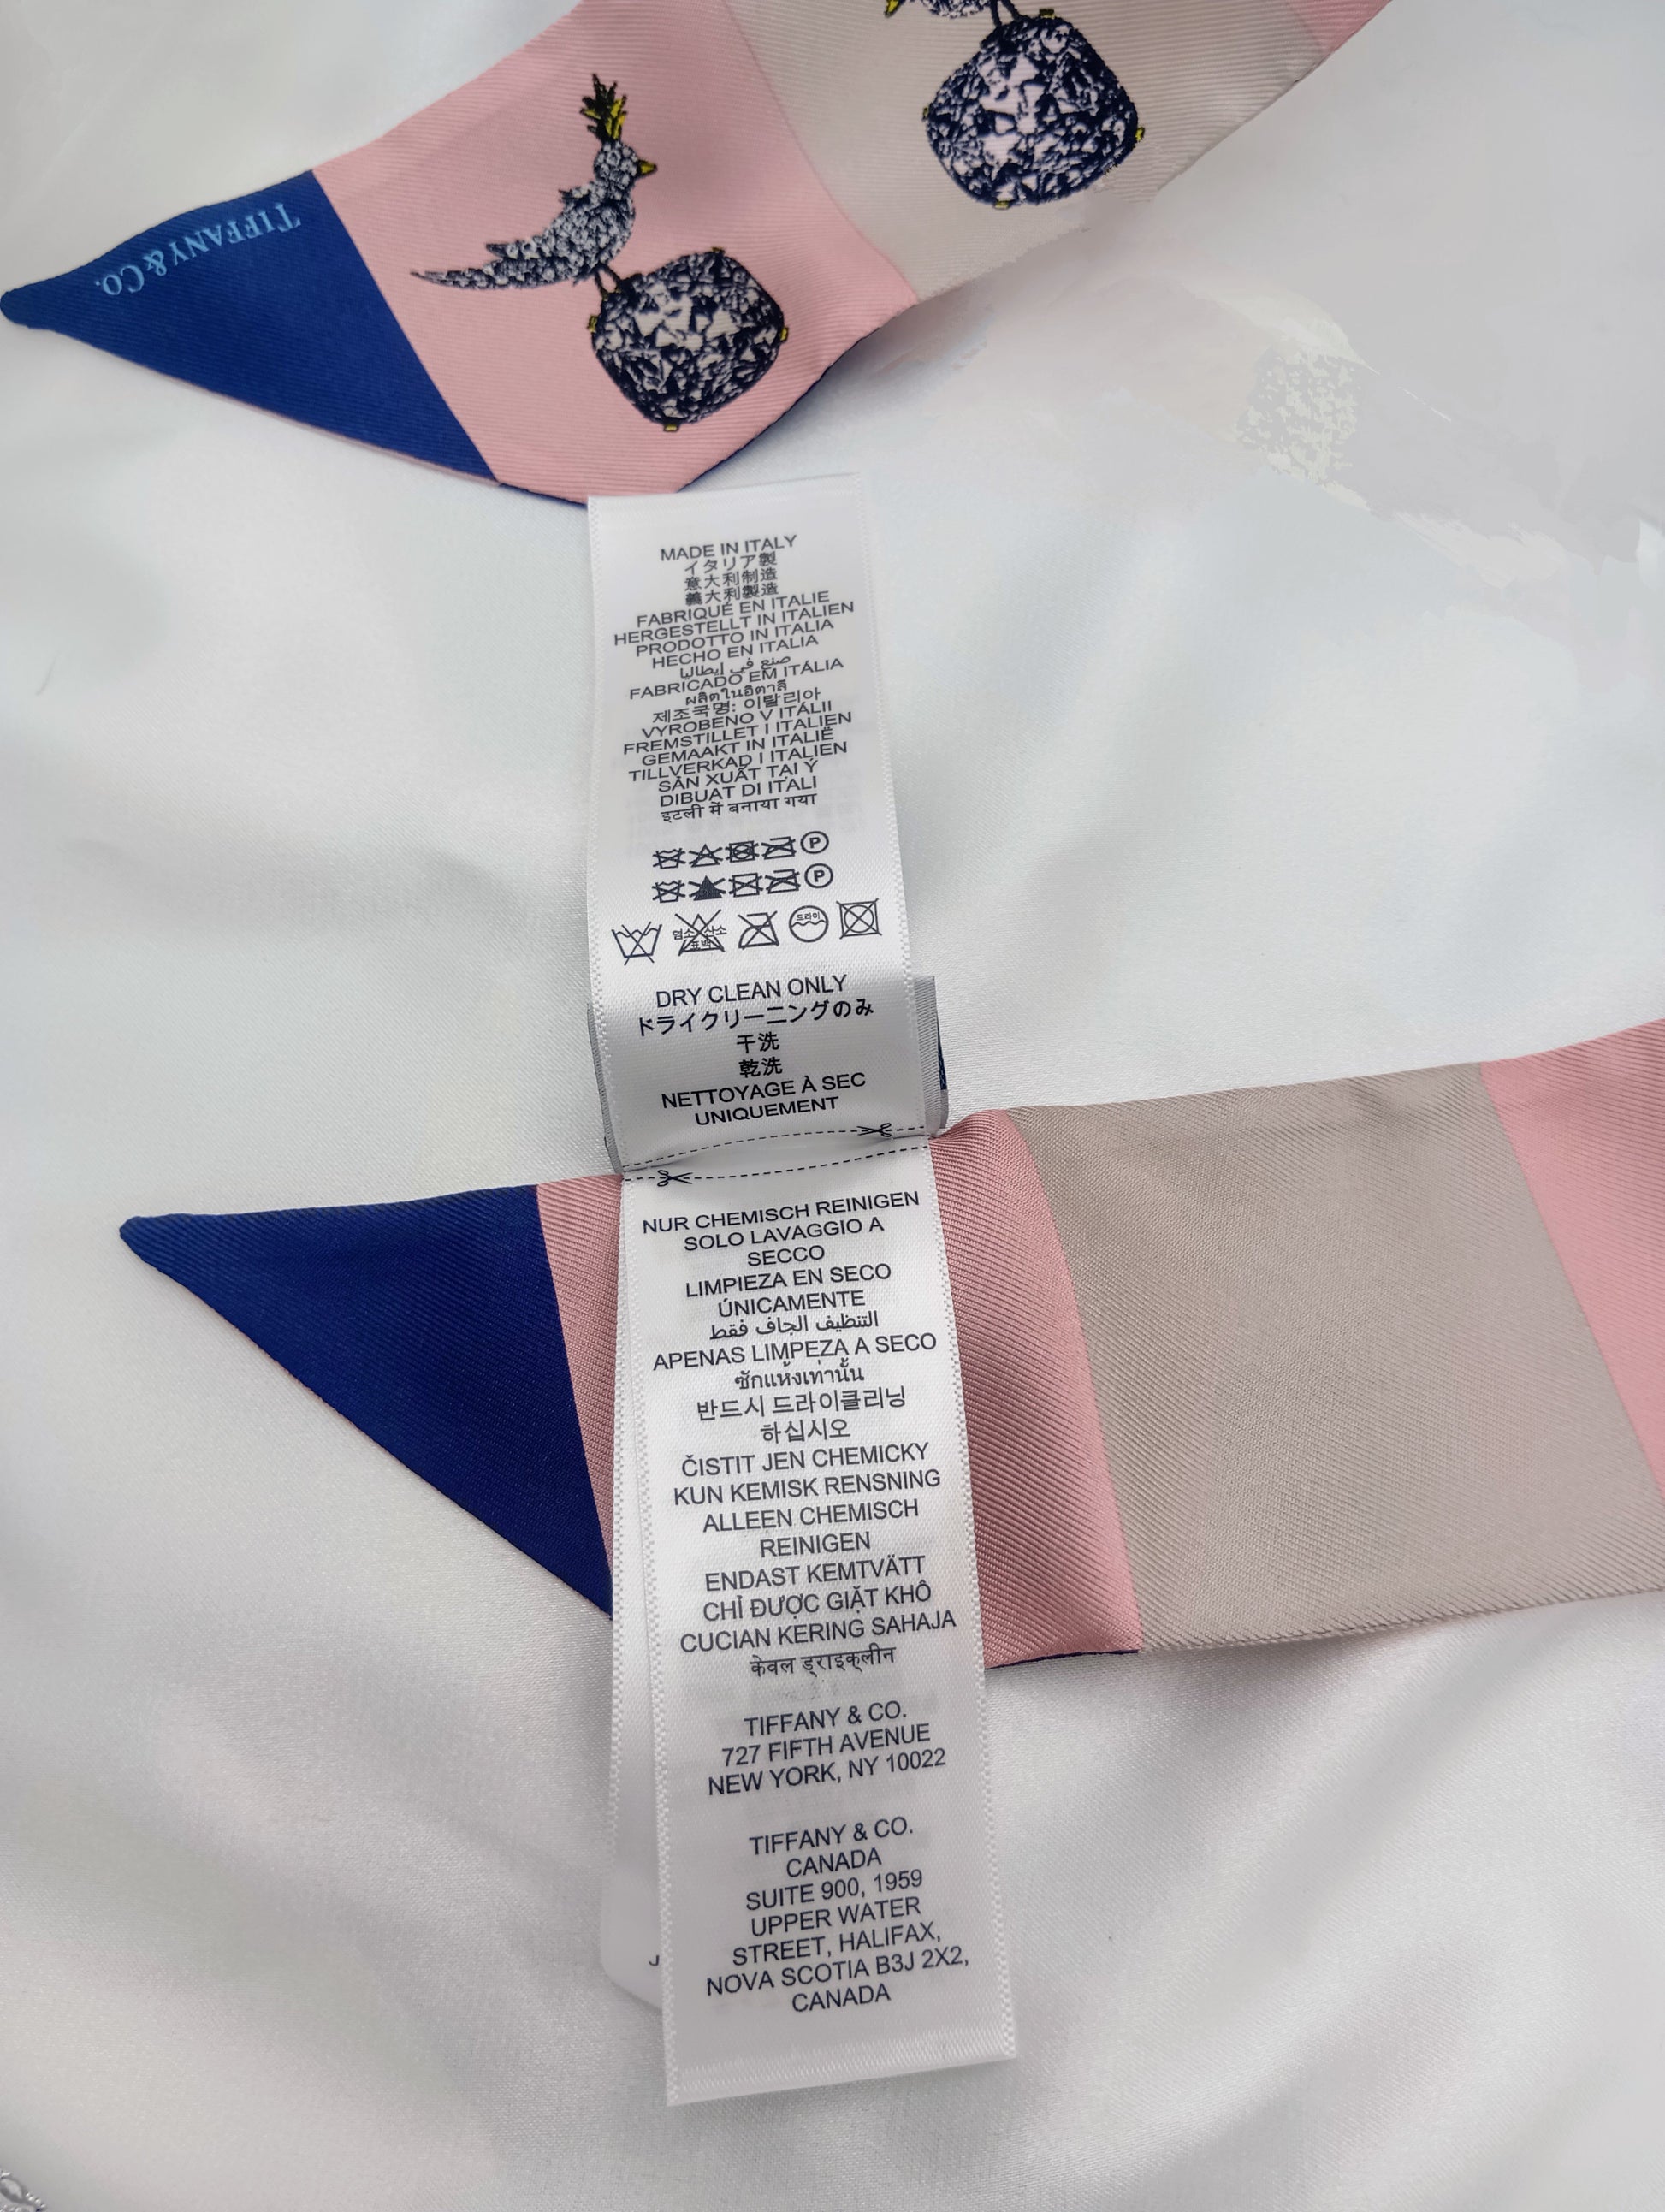 TIFFANY & CO.
MADE IN ITALY
イタリア製
意大利制造
義大利製造
FABRIQUÉ EN ITALIE
HERGESTELLT IN ITALIEN
PRODOTTO IN ITALIA
HECHO EN ITALIA
صنع في إيطاليا
FABRICADO EM ITÁLIA
ผลิตในอิตาลี
제조국명: 이탈리아
VYROBENO V ITÁLII
FREMSTILLET I ITALIEN
GEMAAKT IN ITALIË
TILLVERKAD I ITALIEN
SẢN XUẤT TẠI Ý
DIBUAT DI ITALI
इटली में बनाया गया
P
P
염소 산소 드라이
표백
DRY CLEAN ONLY
ドライクリーニングのみ
干洗
乾洗
NETTOYAGE À SEC
UNIQUEMENT
NUR CHEMISCH REINIGEN
SOLO LAVAGGIO A
SECCO
LIMPIEZA EN SECO
ÚNICAMENTE
التنظيف الجاف فقط
APENAS LIMPEZA A SECO
ซักแห้งเท่านั้น
반드시 드라이클리닝
하십시오
ČISTIT JEN CHEMICKY
KUN KEMISK RENSNING
ALLEEN CHEMISCH
REINIGEN
ENDAST KEMTVÄTT
CHỈ ĐƯỢC GIẶT KHÔ
CUCIAN KERING SAHAJA
केवल ड्राइक्लीन
TIFFANY & CO.
727 FIFTH AVENUE
NEW YORK, NY 10022
TIFFANY & CO.
CANADA
SUITE 900, 1959
UPPER WATER
STREET, HALIFAX,
NOVA SCOTIA B3J 2X2,
CANADA
J